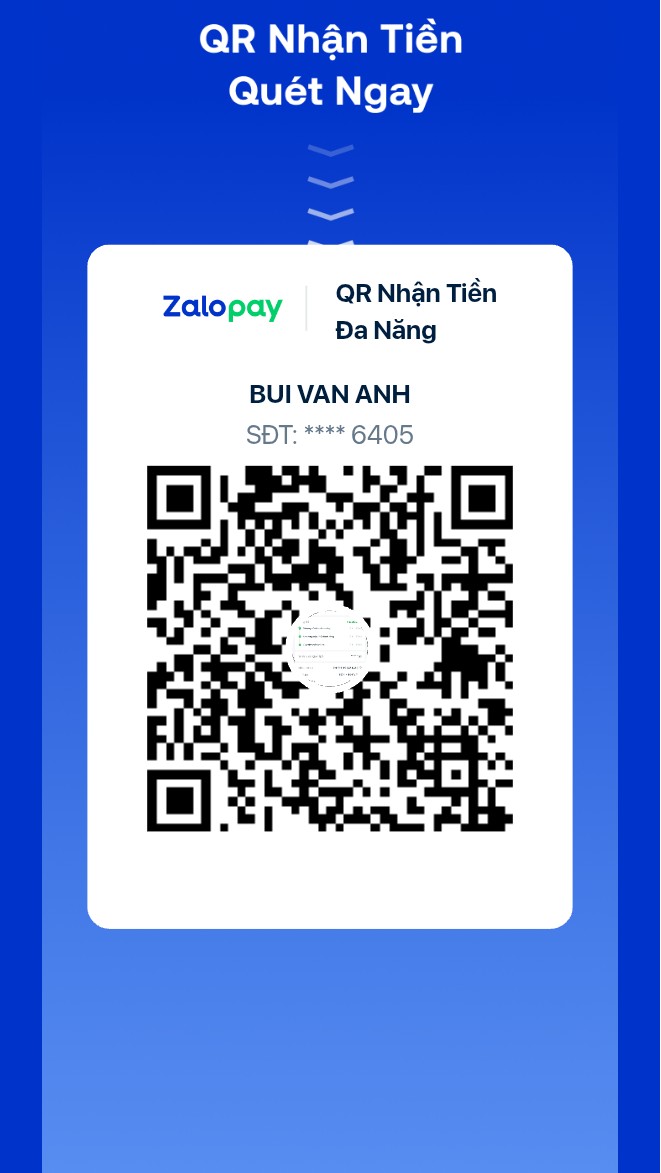 QR Nhận Tiền
Quét Ngay
Zalopay
QR Nhận Tiền
Đa Năng
BUI VAN ANH
SĐT: **** 6405